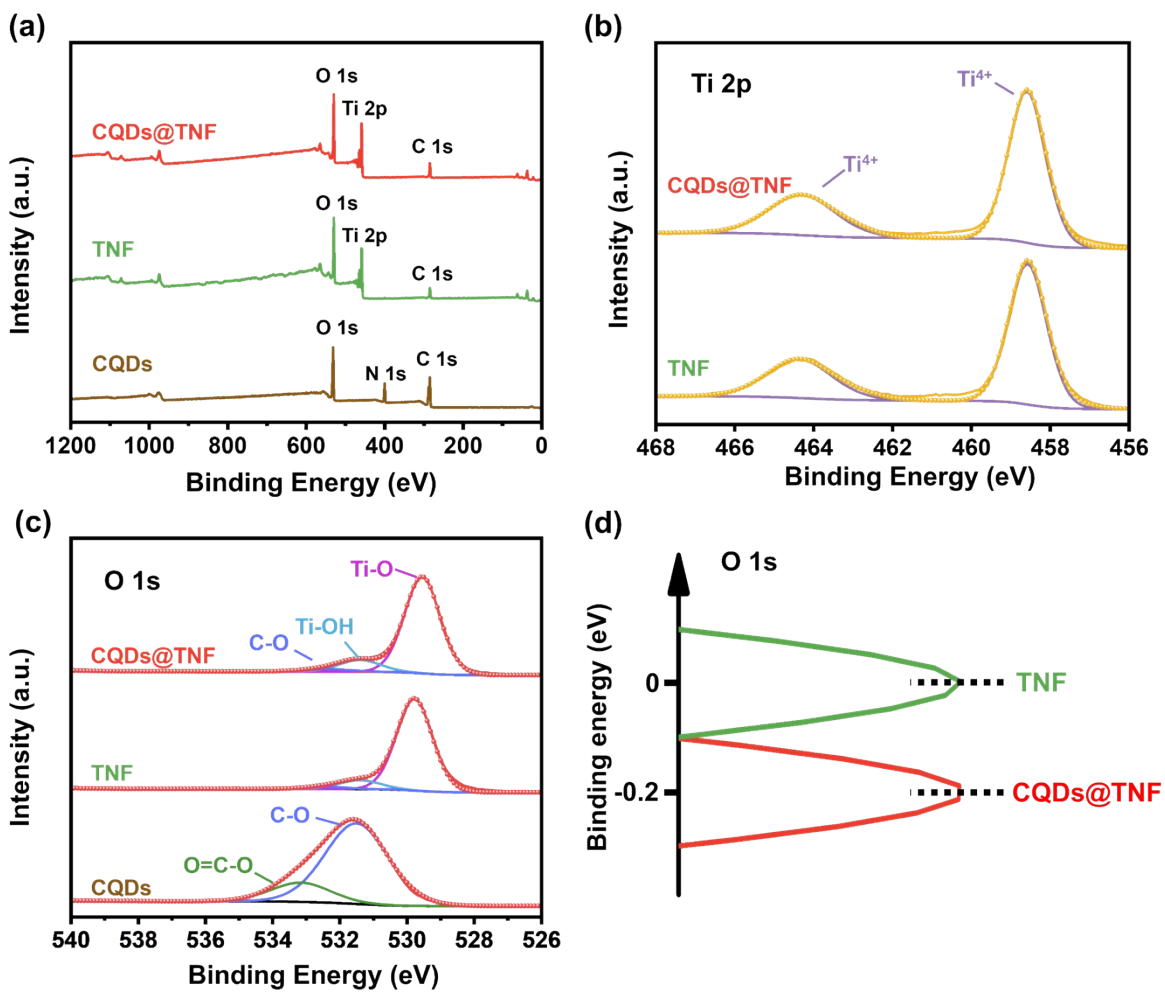 (a)
O 1s
Ti 2p
CQDs@TNF
C 1s
O 1s
Ti 2p
TNF
C 1s
O 1s
CQDs
N 1s
C 1s
1200 1000 800 600 400 200 0
Binding Energy (eV)
Intensity (a.u.)
(b)
Ti 2p
Ti4+
Ti4+
CQDs@TNF
TNF
468 466 464 462 460 458 456
Binding Energy (eV)
Intensity (a.u.)
(c)
O 1s
Ti-O
Ti-OH
C-O
CQDs@TNF
TNF
C-O
O=C-O
CQDs
540 538 536 534 532 530 528 526
Binding Energy (eV)
Intensity (a.u.)
(d)
O 1s
0
TNF
-0.2
CQDs@TNF
Binding energy (eV)